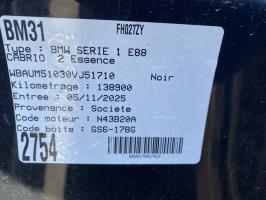 BM31 FH027ZY
Type : BMW SERIE 1 E88
CABRIO 2 Essence
WBAUM51030VJ51710 Noir
Kilometrage : 138900
Entree : 05/11/2025
Provenance : Societe
Code moteur : N43B20A
Code boite : GS6-17BG
2754